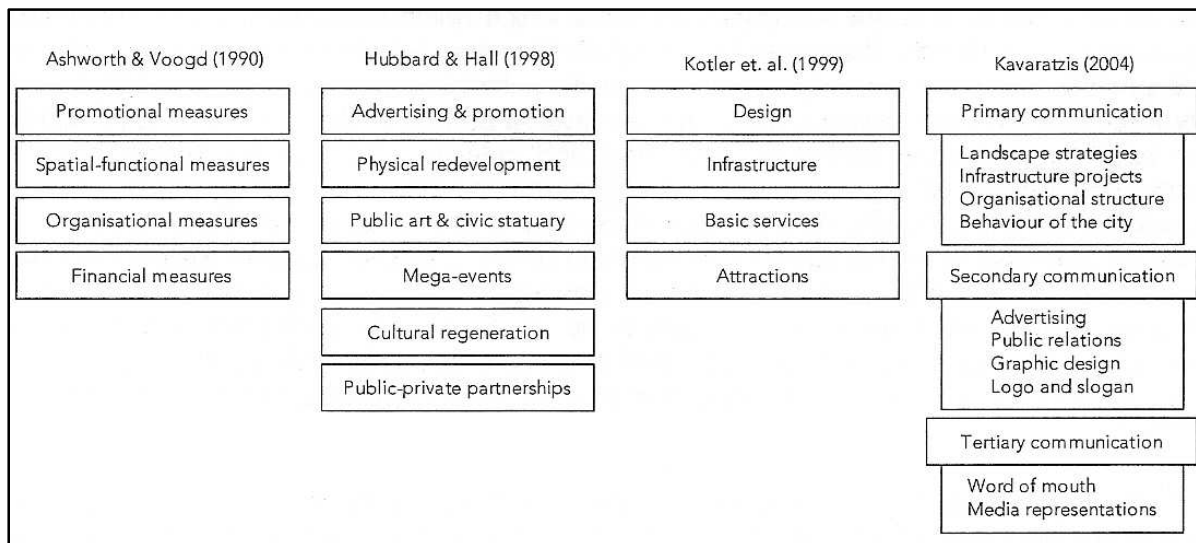 Ashworth & Voogd (1990)
Promotional measures
Spatial-functional measures
Organisational measures
Financial measures
Hubbard & Hall (1998)
Advertising & promotion
Physical redevelopment
Public art & civic statuary
Mega-events
Cultural regeneration
Public-private partnerships
Kotler et. al. (1999)
Design
Infrastructure
Basic services
Attractions
Kavaratzis (2004)
Primary communication
Landscape strategies
Infrastructure projects
Organisational structure
Behaviour of the city
Secondary communication
Advertising
Public relations
Graphic design
Logo and slogan
Tertiary communication
Word of mouth
Media representations